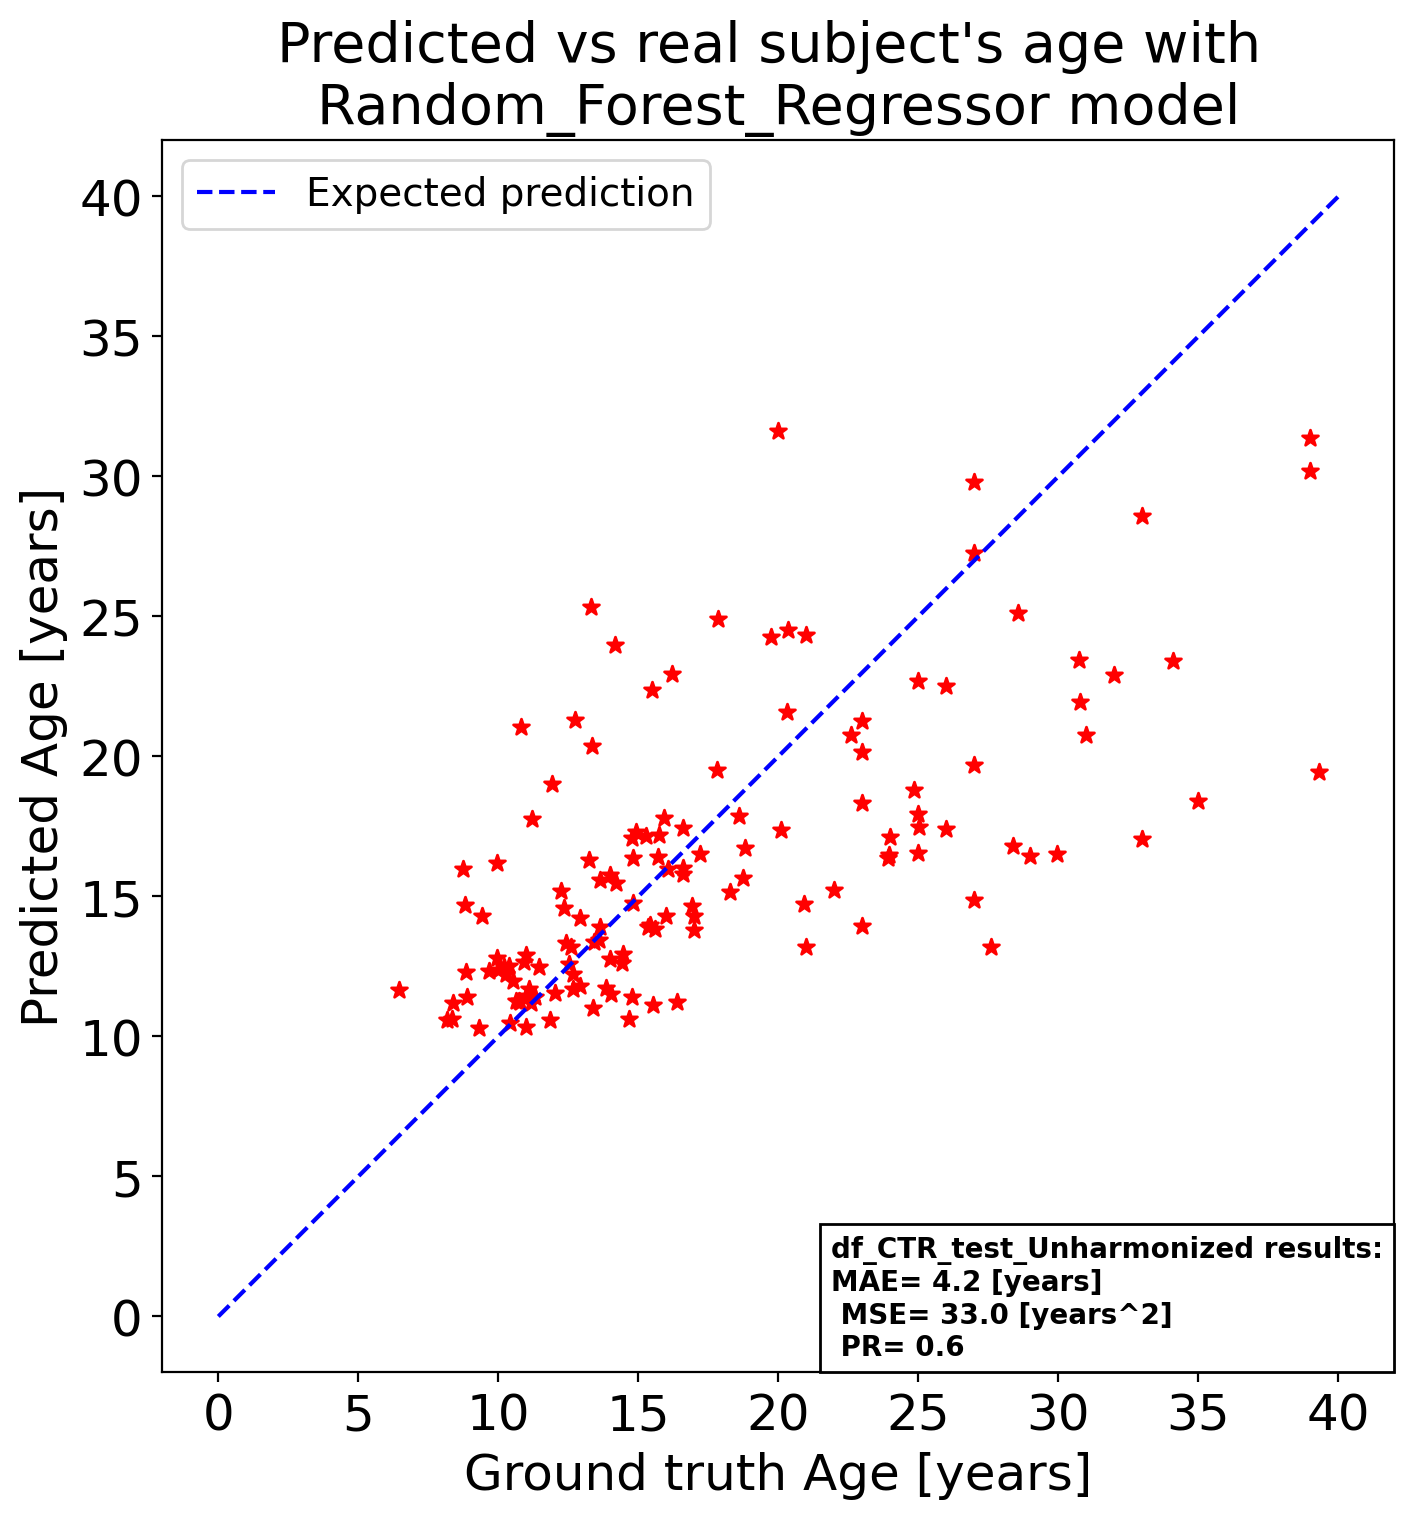 Predicted vs real subject's age with
Random_Forest_Regressor model
Expected prediction
40
35
30
25
20
15
10
5
0
Predicted Age [years]
df_CTR_test_Unharmonized results:
MAE= 4.2 [years]
MSE= 33.0 [years^2]
PR= 0.6
0 5 10 15 20 25 30 35 40
Ground truth Age [years]